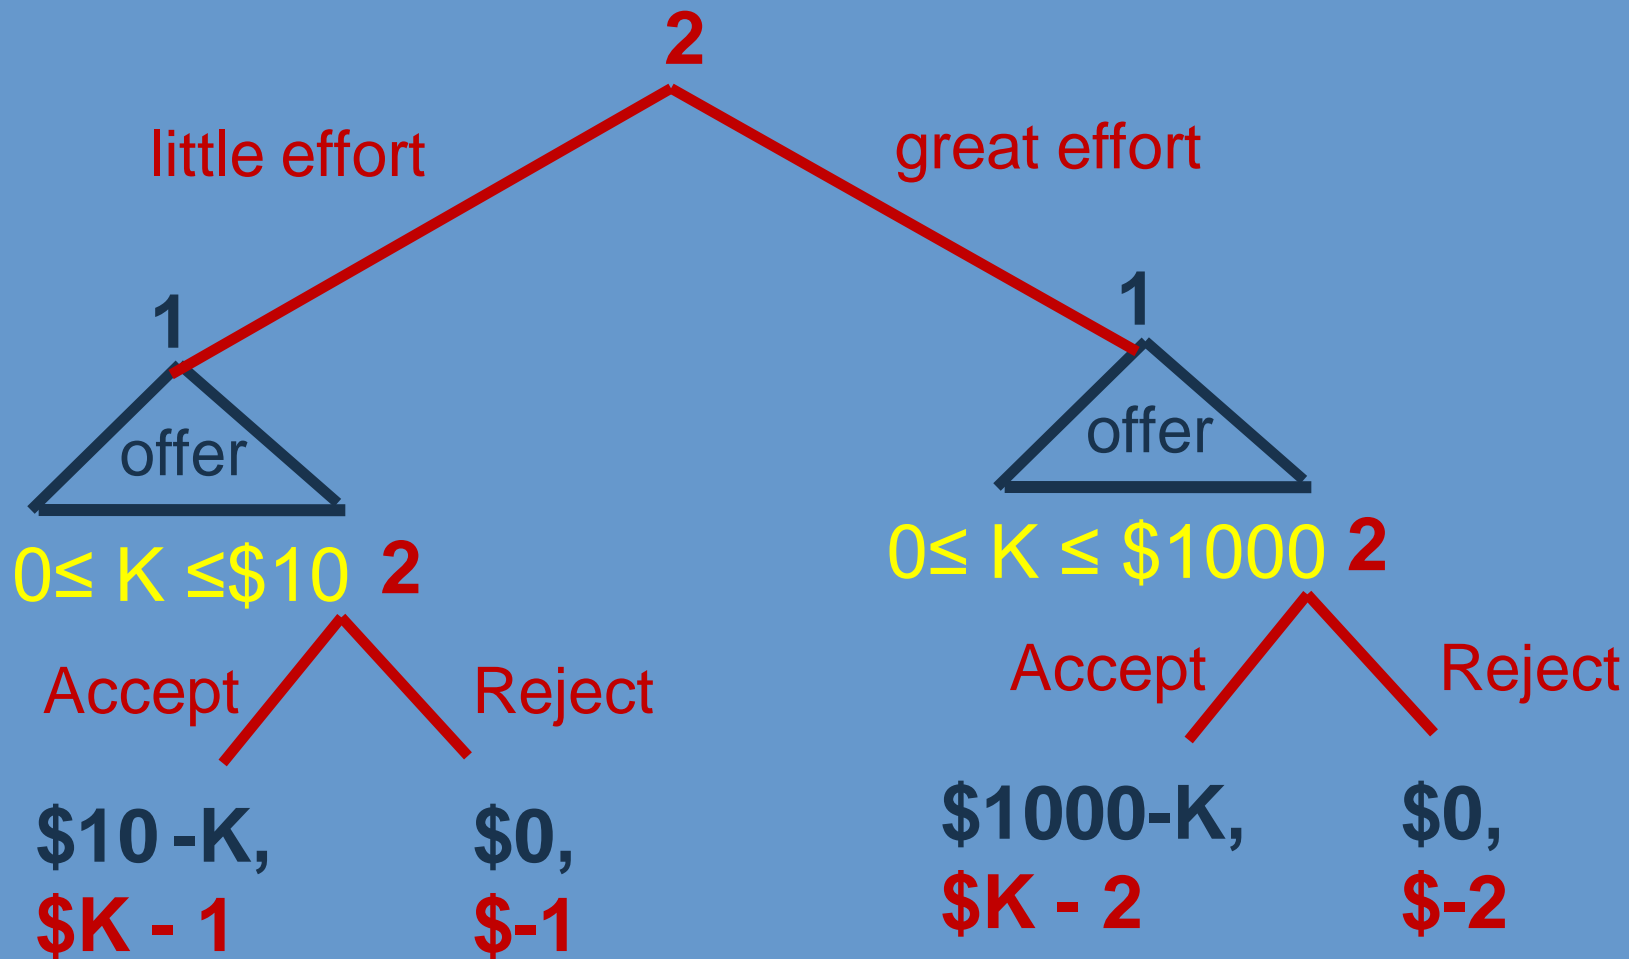 2
little effort
great effort
1
1
offer
offer
0≤ K ≤$10 2
0≤ K ≤ $1000 2
Accept
Reject
Accept
Reject
$10 -K,
$K - 1
$0,
$-1
$1000-K,
$K - 2
$0,
$-2